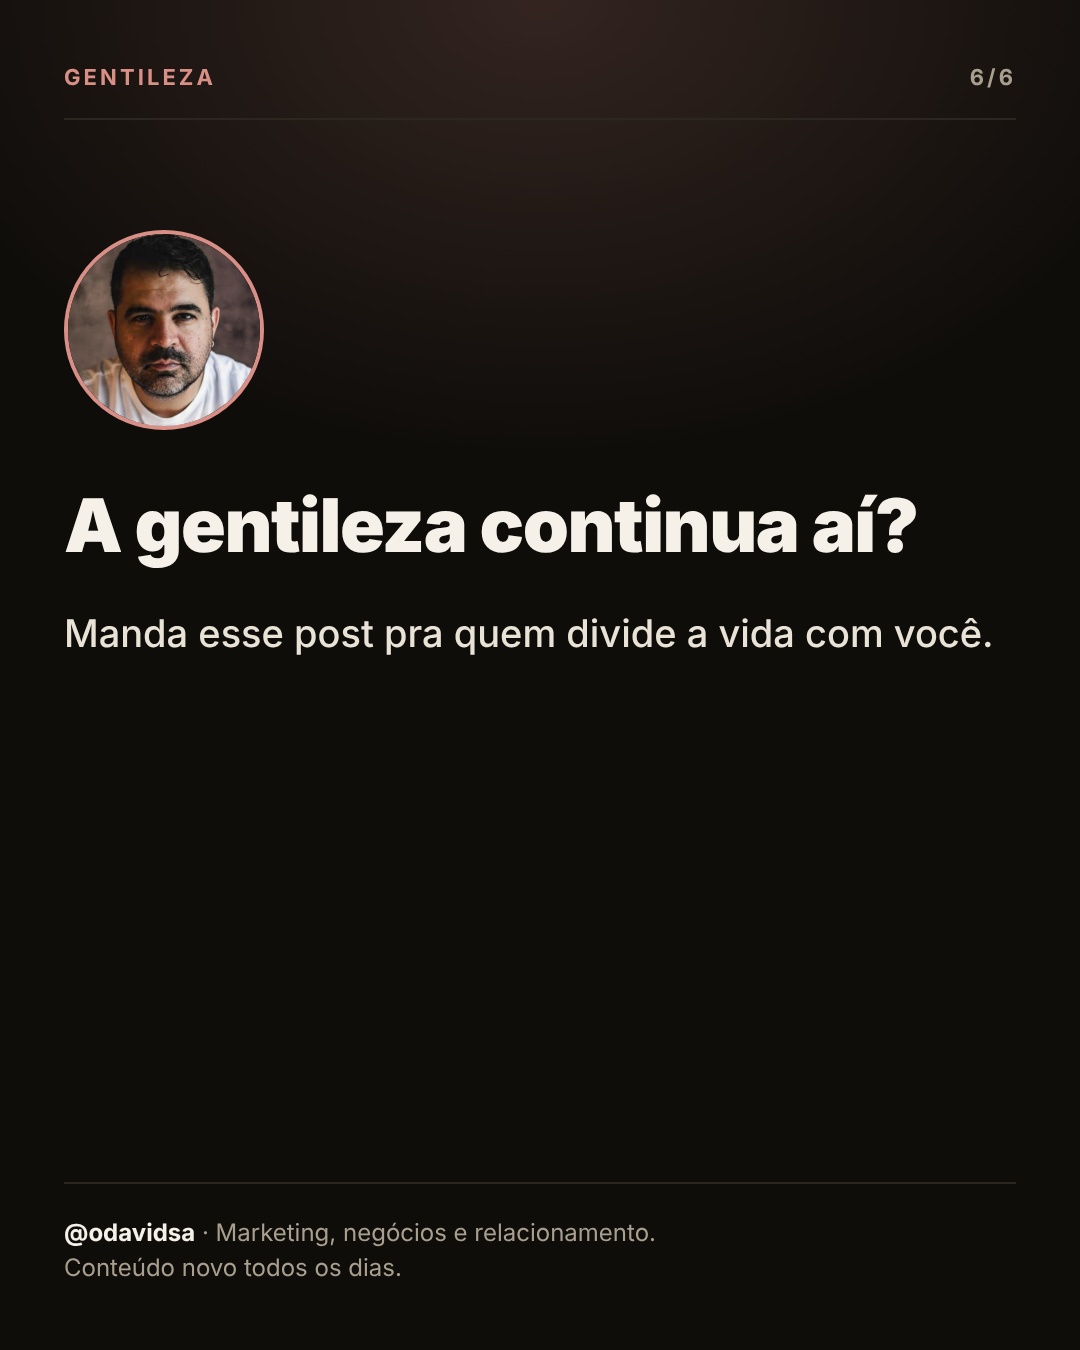 GENTILEZA
6/6
A gentileza continua aí?
Manda esse post pra quem divide a vida com você.
@odavidsa · Marketing, negócios e relacionamento.
Conteúdo novo todos os dias.